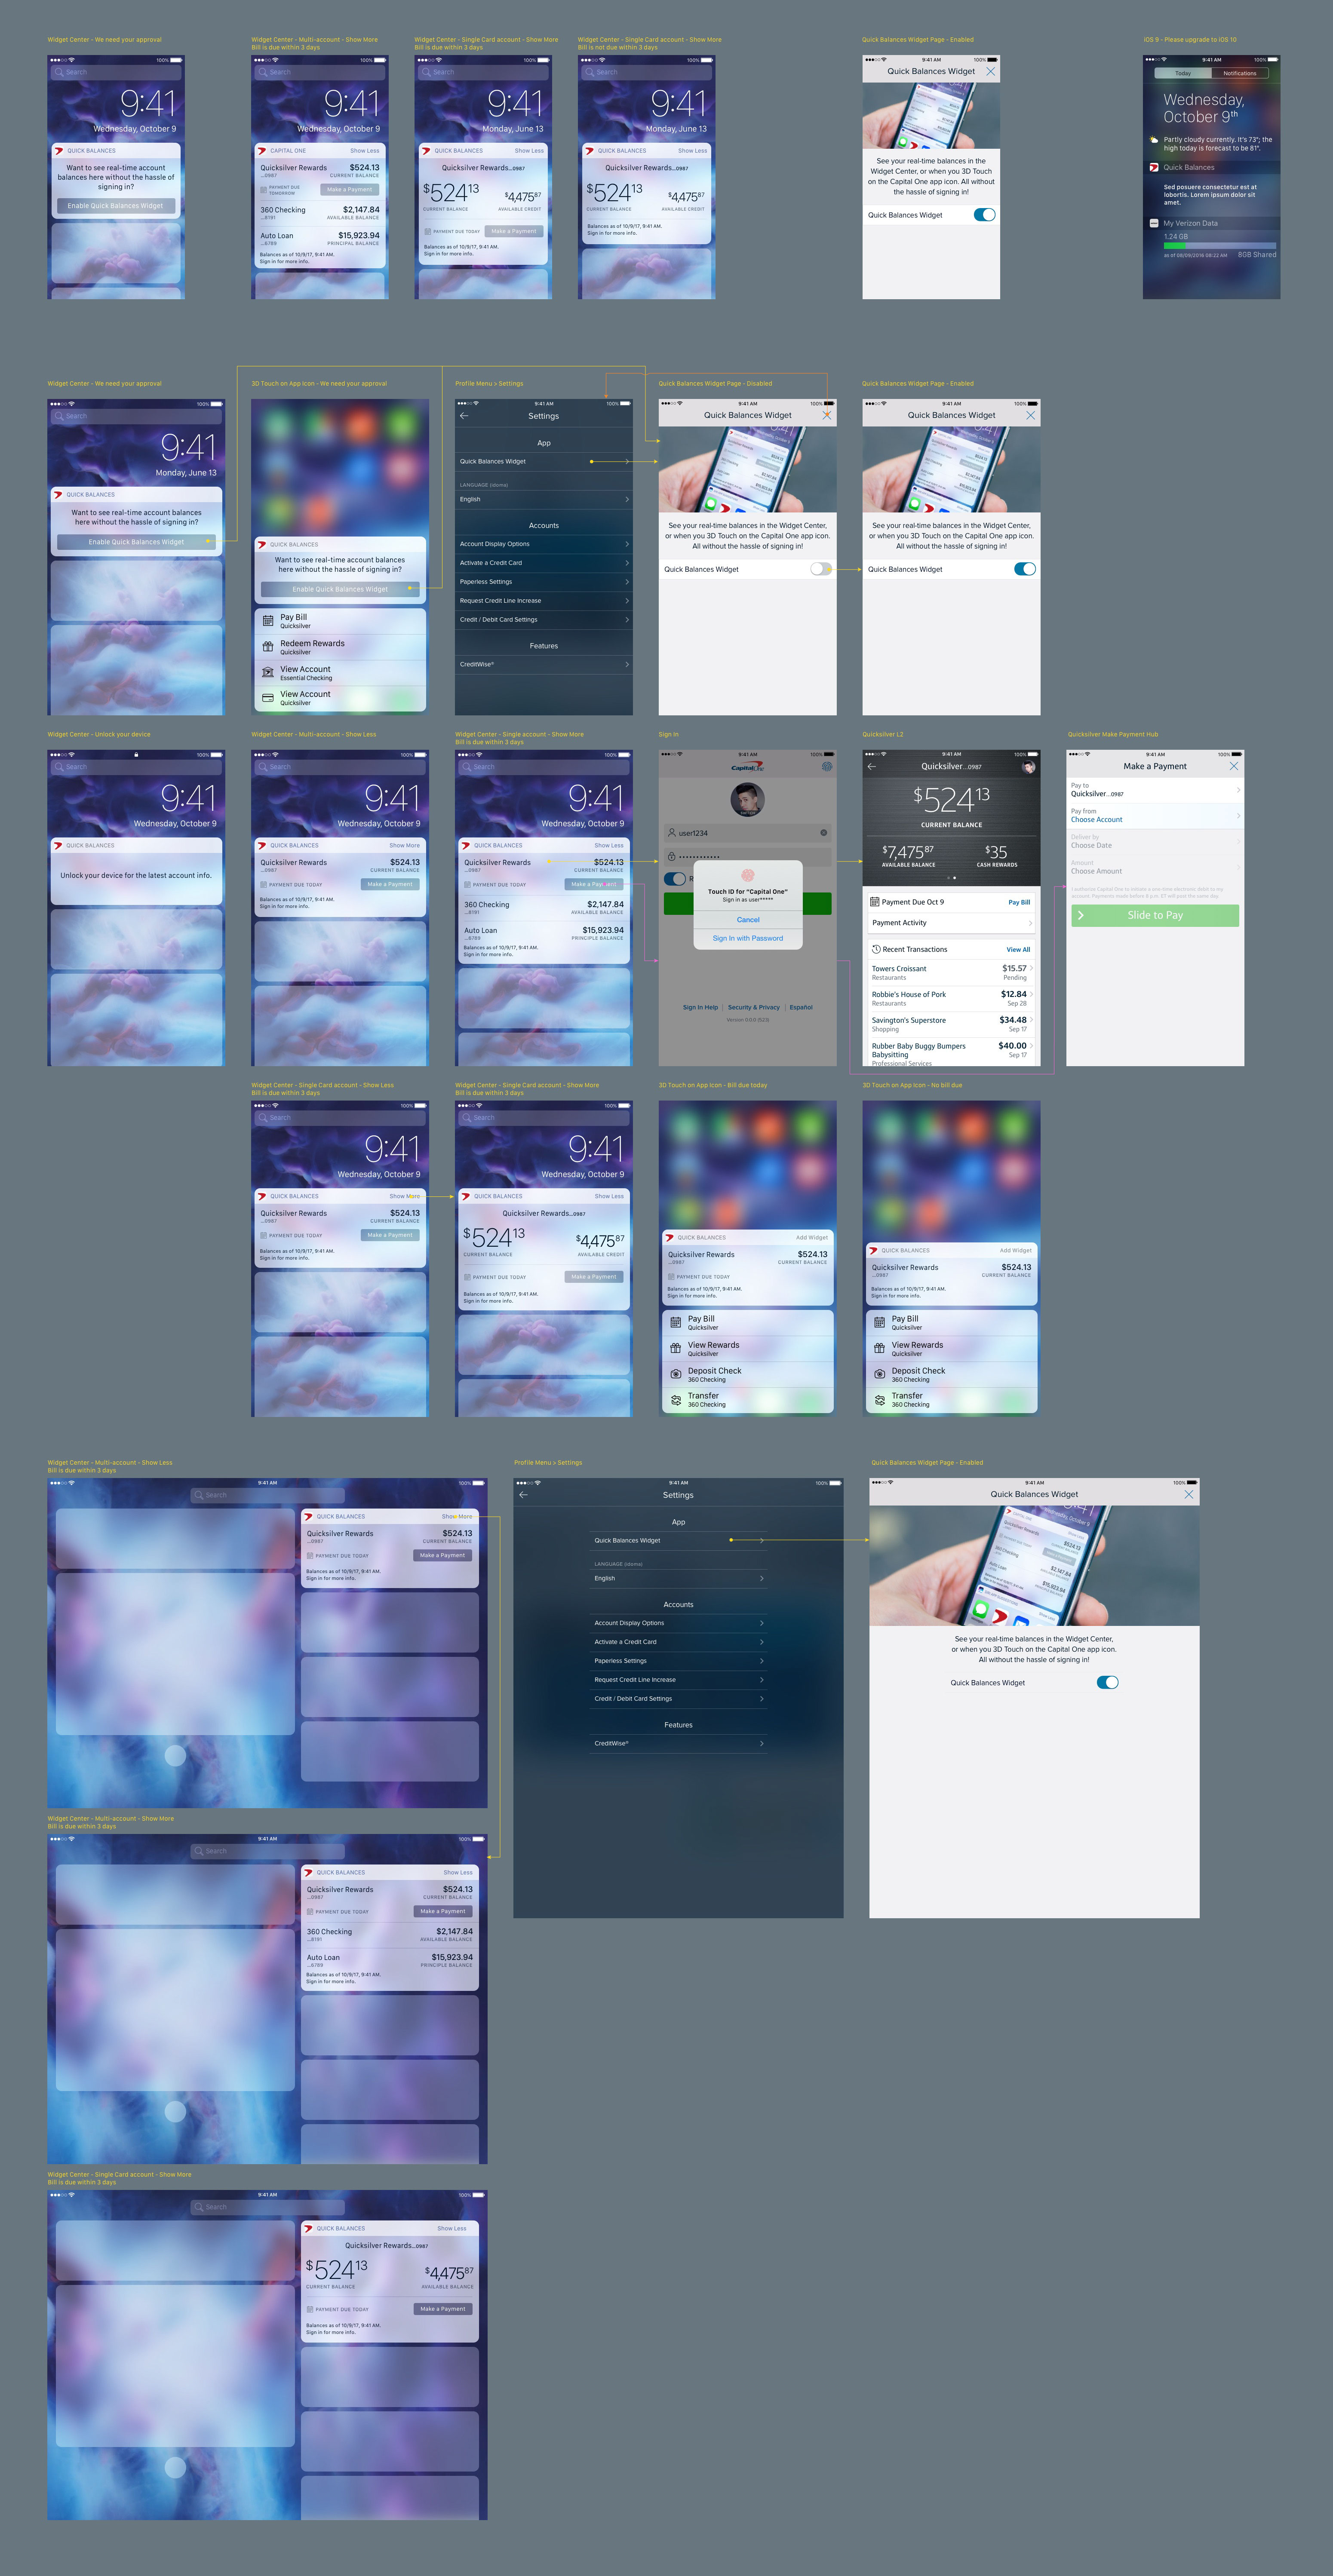 Widget Center - We need your approval
100%
Search
9:41
Wednesday, October 9
QUICK BALANCES
Want to see real-time account
balances here without the hassle of
signing in?
Enable Quick Balances Widget
Widget Center - Multi-account - Show More
Bill is due within 3 days
100%
Search
9:41
Wednesday, October 9
CAPITAL ONE Show Less
Quicksilver Rewards $524.13
...0987 CURRENT BALANCE
PAYMENT DUE
TOMORROW
Make a Payment
360 Checking $2,147.84
...8191 AVAILABLE BALANCE
Auto Loan $15,923.94
...6789 PRINCIPAL BALANCE
Balances as of 10/9/17, 9:41 AM.
Sign in for more info.
Widget Center - Single Card account - Show More
Bill is due within 3 days
100%
Search
9:41
Monday, June 13
QUICK BALANCES Show Less
Quicksilver Rewards...0987
$524 13 $4,475 87
CURRENT BALANCE AVAILABLE CREDIT
PAYMENT DUE TODAY Make a Payment
Balances as of 10/9/17, 9:41 AM.
Sign in for more info.
Widget Center - Single Card account - Show More
Bill is not due within 3 days
100%
Search
9:41
Monday, June 13
QUICK BALANCES Show Less
Quicksilver Rewards...0987
$524 13 $4,475 87
CURRENT BALANCE AVAILABLE CREDIT
Balances as of 10/9/17, 9:41 AM.
Sign in for more info.
Quick Balances Widget Page - Enabled
9:41 AM 100%
Quick Balances Widget
See your real-time balances in the
Widget Center, or when you 3D Touch
on the Capital One app icon. All without
the hassle of signing in!
Quick Balances Widget
iOS 9 - Please upgrade to iOS 10
9:41 AM 100%
Today Notifications
Wednesday,
October 9th
Partly cloudy currently. It's 73°; the
high today is forecast to be 81°.
Quick Balances
Sed posuere consectetur est at
lobortis. Lorem ipsum dolor sit
amet.
My Verizon Data
1.24 GB
as of 08/09/2016 08:22 AM 8GB Shared
Widget Center - We need your approval
100%
Search
9:41
Monday, June 13
QUICK BALANCES
Want to see real-time account balances
here without the hassle of signing in?
Enable Quick Balances Widget
3D Touch on App Icon - We need your approval
QUICK BALANCES
Want to see real-time account balances
here without the hassle of signing in?
Enable Quick Balances Widget
Pay Bill
Quicksilver
Redeem Rewards
Quicksilver
View Account
Essential Checking
View Account
Quicksilver
Profile Menu > Settings
9:41 AM 100%
Settings
App
Quick Balances Widget
LANGUAGE (idioma)
English
Accounts
Account Display Options
Activate a Credit Card
Paperless Settings
Request Credit Line Increase
Credit / Debit Card Settings
Features
CreditWise®
Quick Balances Widget Page - Disabled
9:41 AM 100%
Quick Balances Widget
See your real-time balances in the Widget Center,
or when you 3D Touch on the Capital One app icon.
All without the hassle of signing in!
Quick Balances Widget
Quick Balances Widget Page - Enabled
9:41 AM 100%
Quick Balances Widget
See your real-time balances in the Widget Center,
or when you 3D Touch on the Capital One app icon.
All without the hassle of signing in!
Quick Balances Widget
Widget Center - Unlock your device
100%
Search
9:41
Wednesday, October 9
QUICK BALANCES
Unlock your device for the latest account info.
Widget Center - Multi-account - Show Less
100%
Search
9:41
Wednesday, October 9
QUICK BALANCES Show More
Quicksilver Rewards $524.13
...0987 CURRENT BALANCE
PAYMENT DUE TODAY Make a Payment
Balances as of 10/9/17, 9:41 AM.
Sign in for more info.
Widget Center - Single account - Show More
Bill is due within 3 days
100%
Search
9:41
Wednesday, October 9
QUICK BALANCES Show Less
Quicksilver Rewards $524.13
...0987 CURRENT BALANCE
PAYMENT DUE TODAY Make a Payment
360 Checking $2,147.84
...8191 AVAILABLE BALANCE
Auto Loan $15,923.94
...6789 PRINCIPLE BALANCE
Balances as of 10/9/17, 9:41 AM.
Sign in for more info.
Sign In
9:41 AM 100%
Capital One
user1234
R
Touch ID for "Capital One"
Sign in as user*****
Cancel
Sign In with Password
Sign In Help | Security & Privacy | Español
Quicksilver L2
9:41 AM 100%
Quicksilver...0987
$524 13
CURRENT BALANCE
$7,475 87 $35
AVAILABLE BALANCE CASH REWARDS
Payment Due Oct 9 Pay Bill
Payment Activity
Recent Transactions View All
Towers Croissant $15.57
Restaurants Pending
Robbie's House of Pork $12.84
Restaurants Sep 28
Savington's Superstore $34.48
Shopping Sep 17
Rubber Baby Buggy Bumpers $40.00
Babysitting Sep 17
Professional Services
Quicksilver Make Payment Hub
9:41 AM 100%
Make a Payment
Pay to
Quicksilver...0987
Pay from
Choose Account
Deliver by
Choose Date
Amount
Choose Amount
I authorize Capital One to initiate a one-time electronic debit to my
account. Payments made before 8 p.m. ET will post the same day.
Slide to Pay
Widget Center - Single Card account - Show Less
Bill is due within 3 days
100%
Search
9:41
Wednesday, October 9
QUICK BALANCES Show More
Quicksilver Rewards $524.13
...0987 CURRENT BALANCE
PAYMENT DUE TODAY Make a Payment
Balances as of 10/9/17, 9:41 AM.
Sign in for more info.
Widget Center - Single Card account - Show More
Bill is due within 3 days
100%
Search
9:41
Wednesday, October 9
QUICK BALANCES Show Less
Quicksilver Rewards...0987
$524 13 $4,475 87
CURRENT BALANCE AVAILABLE CREDIT
PAYMENT DUE TODAY Make a Payment
Balances as of 10/9/17, 9:41 AM.
Sign in for more info.
3D Touch on App Icon - Bill due today
QUICK BALANCES Add Widget
Quicksilver Rewards $524.13
...0987 CURRENT BALANCE
PAYMENT DUE TODAY
Balances as of 10/9/17, 9:41 AM.
Sign in for more info.
Pay Bill
Quicksilver
View Rewards
Quicksilver
Deposit Check
360 Checking
Transfer
360 Checking
3D Touch on App Icon - No bill due
QUICK BALANCES Add Widget
Quicksilver Rewards $524.13
...0987 CURRENT BALANCE
Balances as of 10/9/17, 9:41 AM.
Sign in for more info.
Pay Bill
Quicksilver
View Rewards
Quicksilver
Deposit Check
360 Checking
Transfer
360 Checking
Widget Center - Multi-account - Show Less
Bill is due within 3 days
9:41 AM 100%
Search
QUICK BALANCES Show More
Quicksilver Rewards $524.13
...0987 CURRENT BALANCE
PAYMENT DUE TODAY Make a Payment
Balances as of 10/9/17, 9:41 AM.
Sign in for more info.
Profile Menu > Settings
9:41 AM 100%
Settings
App
Quick Balances Widget
LANGUAGE (idioma)
English
Accounts
Account Display Options
Activate a Credit Card
Paperless Settings
Request Credit Line Increase
Credit / Debit Card Settings
Features
CreditWise®
Quick Balances Widget Page - Enabled
9:41 AM 100%
Quick Balances Widget
See your real-time balances in the Widget Center,
or when you 3D Touch on the Capital One app icon.
All without the hassle of signing in!
Quick Balances Widget
Widget Center - Multi-account - Show More
Bill is due within 3 days
9:41 AM 100%
Search
QUICK BALANCES Show Less
Quicksilver Rewards $524.13
...0987 CURRENT BALANCE
PAYMENT DUE TODAY Make a Payment
360 Checking $2,147.84
...8191 AVAILABLE BALANCE
Auto Loan $15,923.94
...6789 PRINCIPLE BALANCE
Balances as of 10/9/17, 9:41 AM.
Sign in for more info.
Widget Center - Single Card account - Show More
Bill is due within 3 days
9:41 AM 100%
Search
QUICK BALANCES Show Less
Quicksilver Rewards...0987
$524 13 $4,475 87
CURRENT BALANCE AVAILABLE BALANCE
PAYMENT DUE TODAY Make a Payment
Balances as of 10/9/17, 9:41 AM.
Sign in for more info.